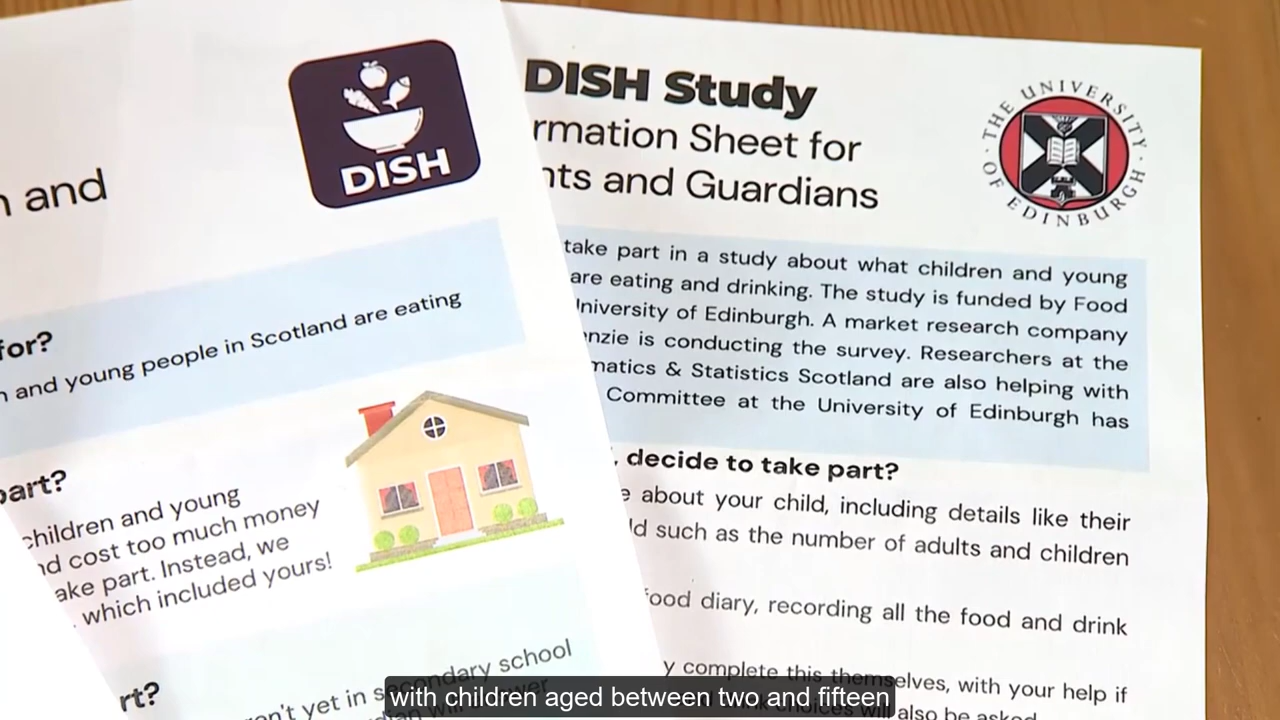 DISH
n and
for?
n and young people in Scotland are eating
part?
children and young
nd cost too much money
ake part. Instead, we
. which included yours!
rt?
en't yet in secondary school
DISH Study
rmation Sheet for
nts and Guardians
THE UNIVERSITY OF EDINBURGH
take part in a study about what children and young
are eating and drinking. The study is funded by Food
University of Edinburgh. A market research company
nzie is conducting the survey. Researchers at the
matics & Statistics Scotland are also helping with
Committee at the University of Edinburgh has
, decide to take part?
e about your child, including details like their
ld such as the number of adults and children
food diary, recording all the food and drink
y complete this themselves, with your help if
also be asked
with children aged between two and fifteen